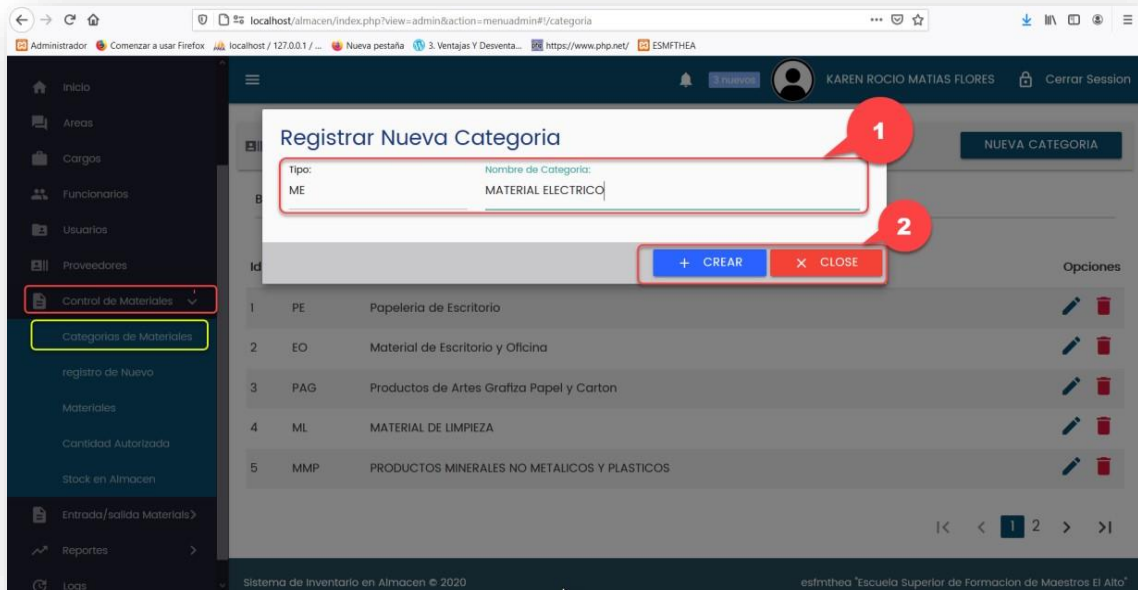 localhost/almacen/index.php?view=admin&action=menuadmin#!/categoria
Administrador Comenzar a usar Firefox localhost / 127.0.0.1 / ... Nueva pestaña 3. Ventajas Y Desventa... https://www.php.net/ ESMFTHEA
Inicio
Areas
Cargos
Funcionarios
Usuarios
Proveedores
Control de Materiales
Categorias de Materiales
registro de Nuevo
Materiales
Cantidad Autorizada
Stock en Almacen
Entrada/salida Materials>
Reportes >
Logs
3 nuevos KAREN ROCIO MATIAS FLORES Cerrar Session
NUEVA CATEGORIA
Registrar Nueva Categoria
1
Tipo: Nombre de Categoria:
ME MATERIAL ELECTRICO
2
+ CREAR X CLOSE
Id Opciones
1 PE Papeleria de Escritorio
2 EO Material de Escritorio y Oficina
3 PAG Productos de Artes Grafiza Papel y Carton
4 ML MATERIAL DE LIMPIEZA
5 MMP PRODUCTOS MINERALES NO METALICOS Y PLASTICOS
|< < 1 2 > >|
Sistema de Inventario en Almacen © 2020 esfmthea "Escuela Superior de Formacion de Maestros El Alto"